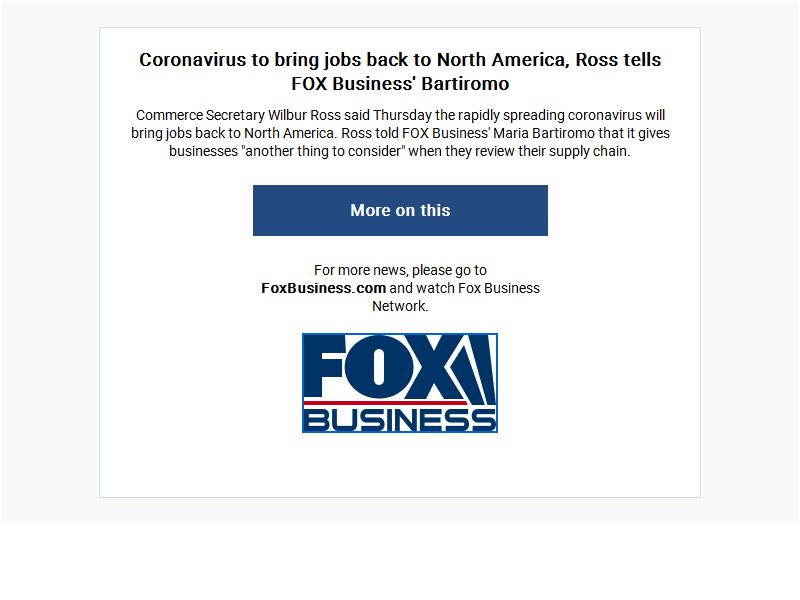 Coronavirus to bring jobs back to North America, Ross tells
FOX Business' Bartiromo
Commerce Secretary Wilbur Ross said Thursday the rapidly spreading coronavirus will
bring jobs back to North America. Ross told FOX Business' Maria Bartiromo that it gives
businesses "another thing to consider" when they review their supply chain.
More on this
For more news, please go to
FoxBusiness.com and watch Fox Business
Network.
FOX
BUSINESS